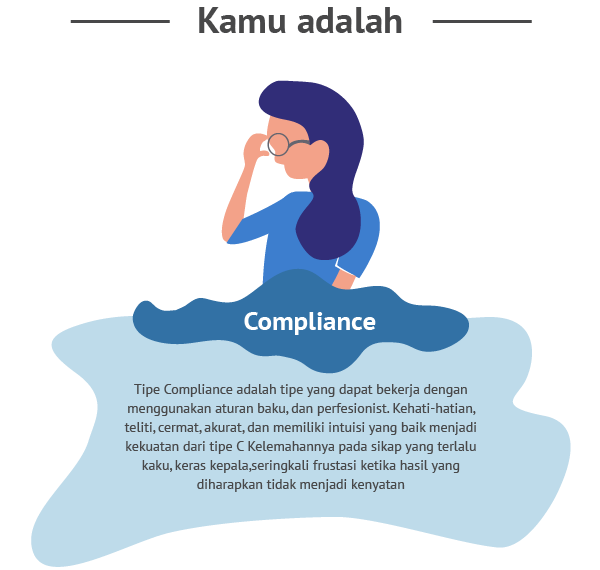 Kamu adalah
Compliance
Tipe Compliance adalah tipe yang dapat bekerja dengan
menggunakan aturan baku, dan perfesionist. Kehati-hatian,
teliti, cermat, akurat, dan memiliki intuisi yang baik menjadi
kekuatan dari tipe C Kelemahannya pada sikap yang terlalu
kaku, keras kepala,seringkali frustasi ketika hasil yang
diharapkan tidak menjadi kenyatan